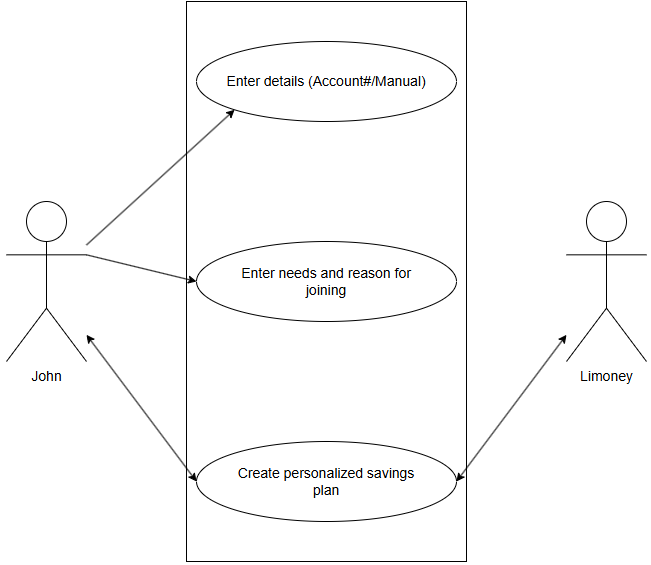 Enter details (Account#/Manual)
Enter needs and reason for
joining
John
Limoney
Create personalized savings
plan